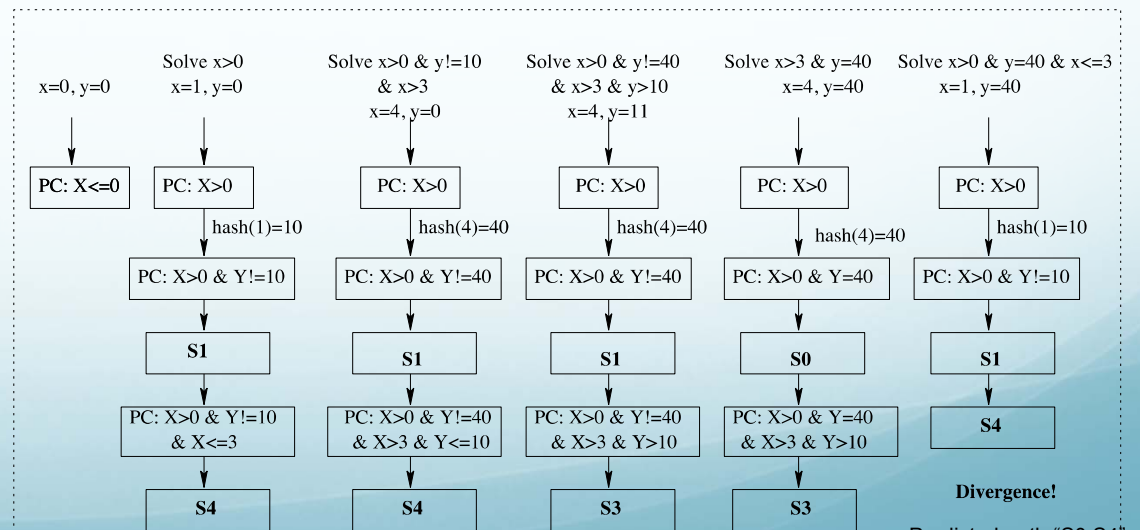 x=0, y=0
PC: X<=0
Solve x>0
x=1, y=0
PC: X>0
hash(1)=10
PC: X>0 & Y!=10
S1
PC: X>0 & Y!=10
& X<=3
S4
Solve x>0 & y!=10
& x>3
x=4, y=0
PC: X>0
hash(4)=40
PC: X>0 & Y!=40
S1
PC: X>0 & Y!=40
& X>3 & Y<=10
S4
Solve x>0 & y!=40
& x>3 & y>10
x=4, y=11
PC: X>0
hash(4)=40
PC: X>0 & Y!=40
S1
PC: X>0 & Y!=40
& X>3 & Y>10
S3
Solve x>3 & y=40
x=4, y=40
PC: X>0
hash(4)=40
PC: X>0 & Y=40
S0
PC: X>0 & Y=40
& X>3 & Y>10
S3
Solve x>0 & y=40 & x<=3
x=1, y=40
PC: X>0
hash(1)=10
PC: X>0 & Y!=10
S1
S4
Divergence!